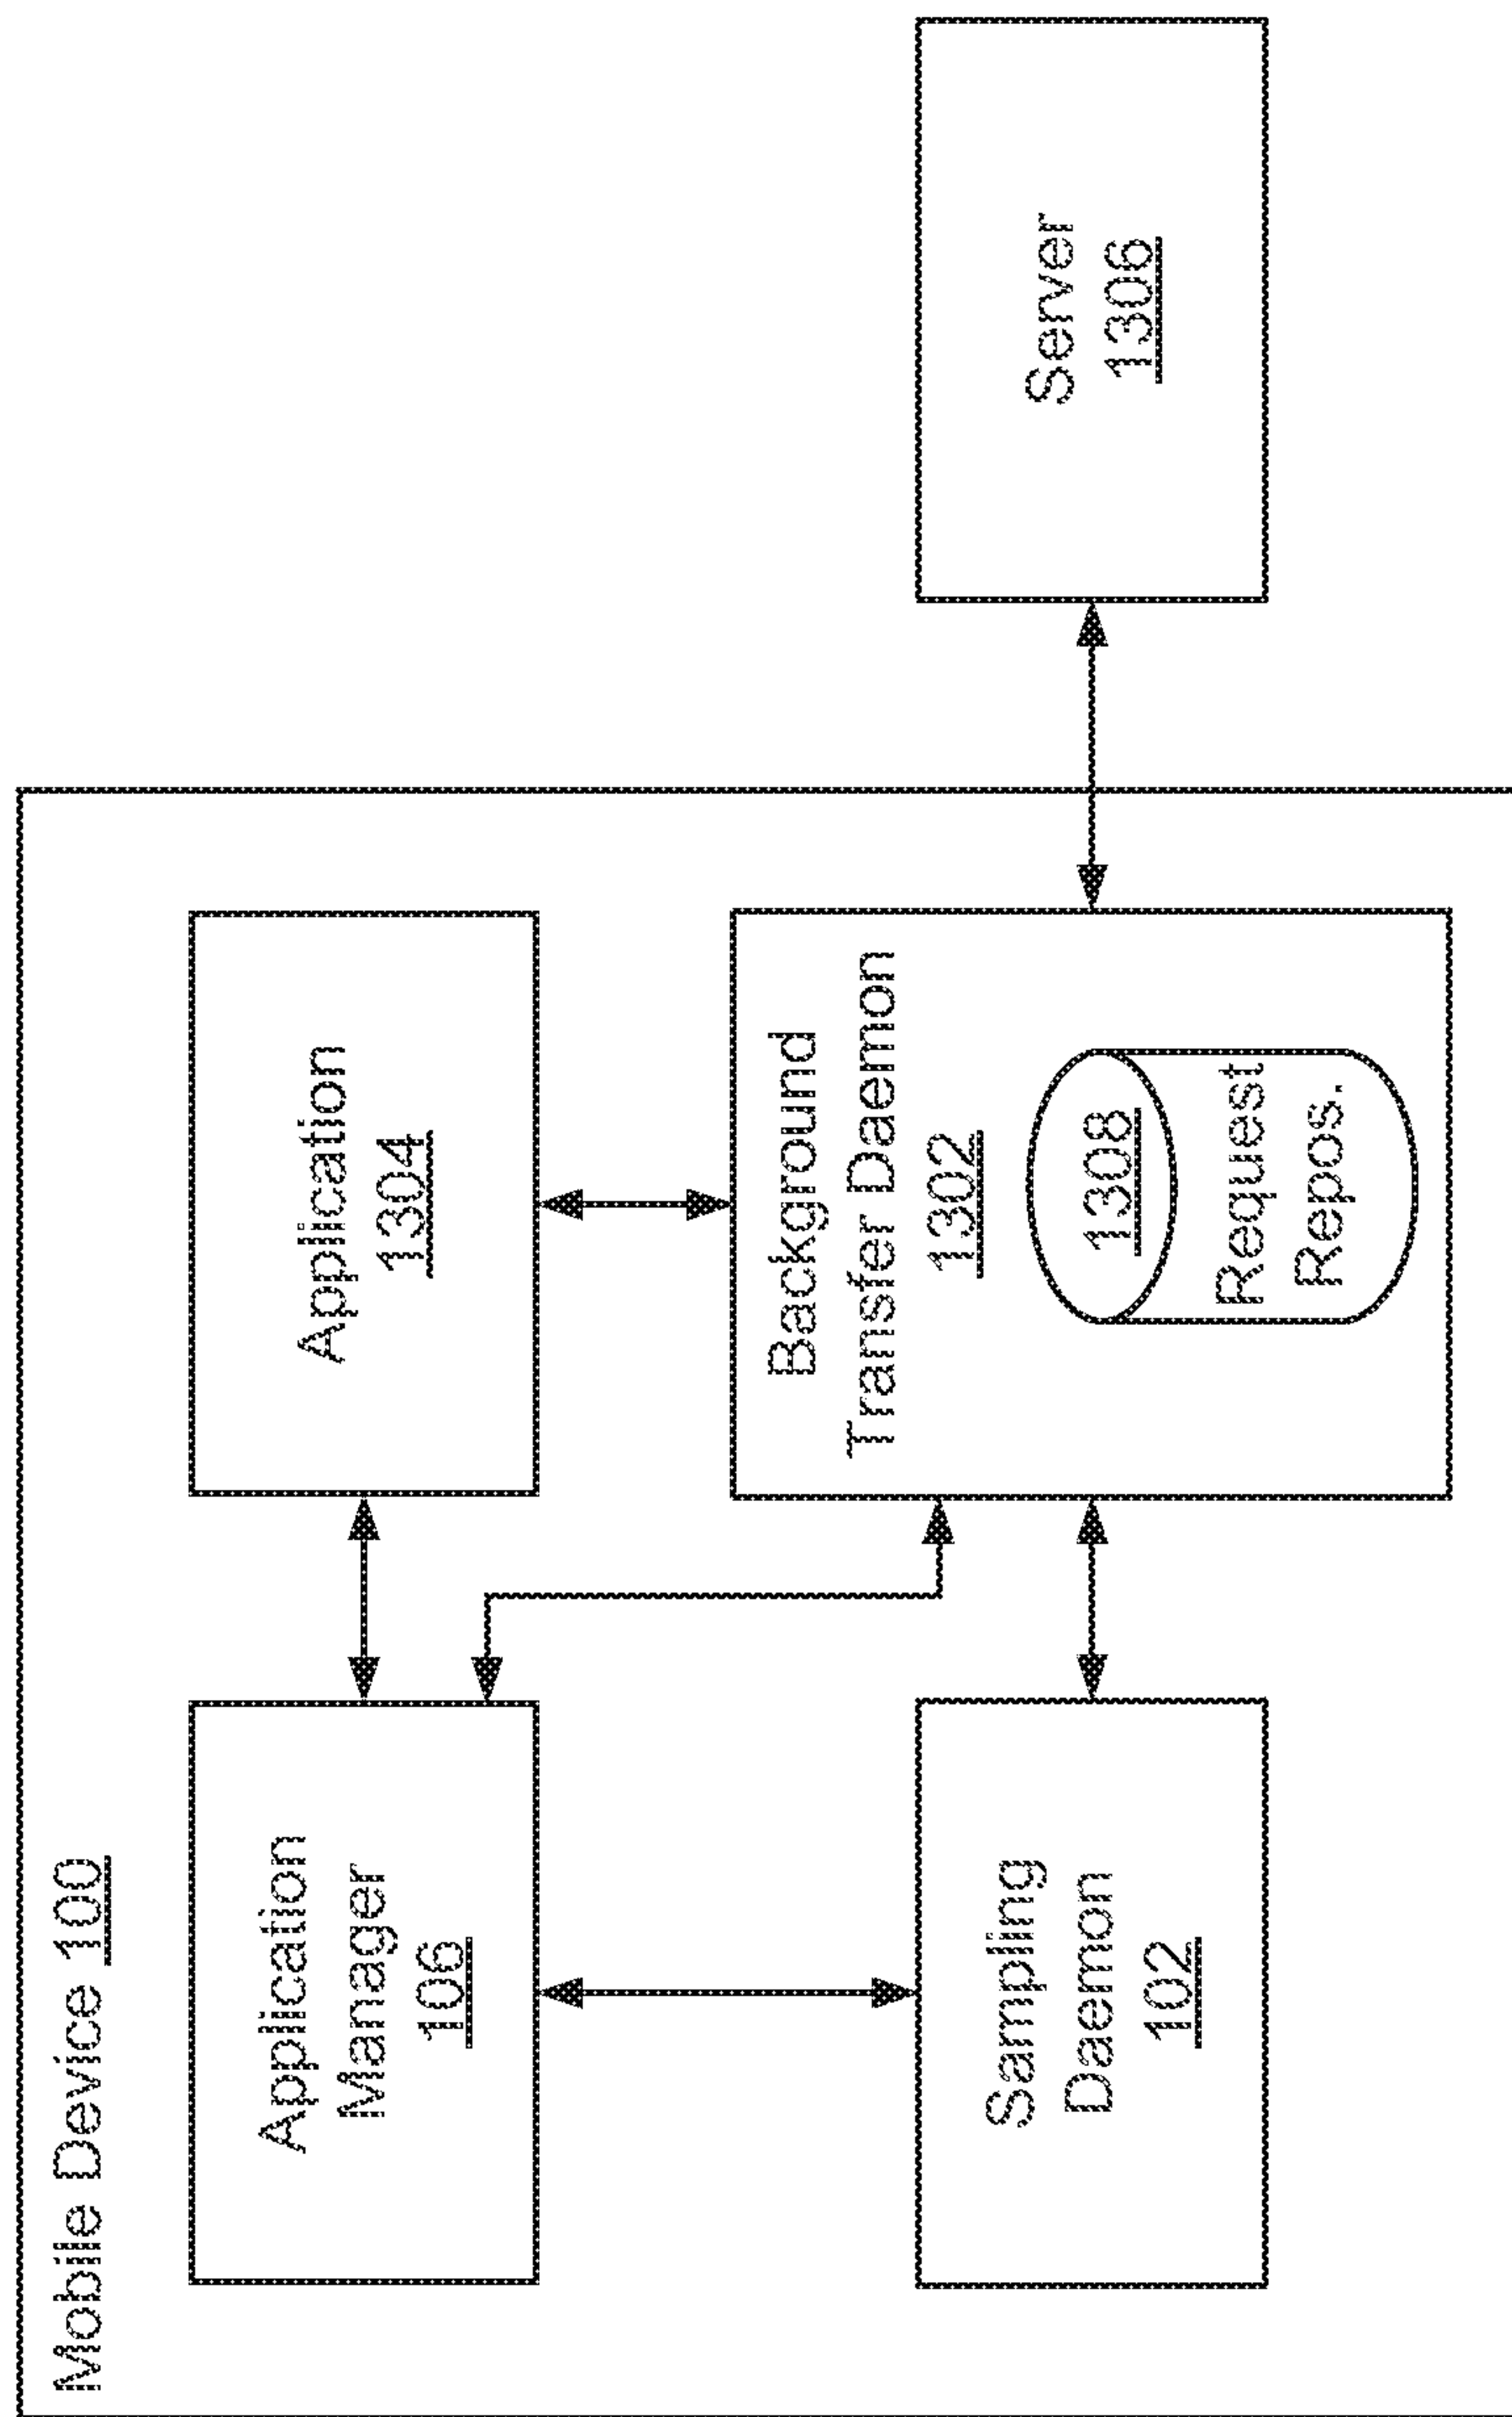 Mobile Device 100
Application
Manager
106
Application
1304
Sampling
Daemon
102
Background
Transfer Daemon
1302
1308
Request
Repos.
Server
1306